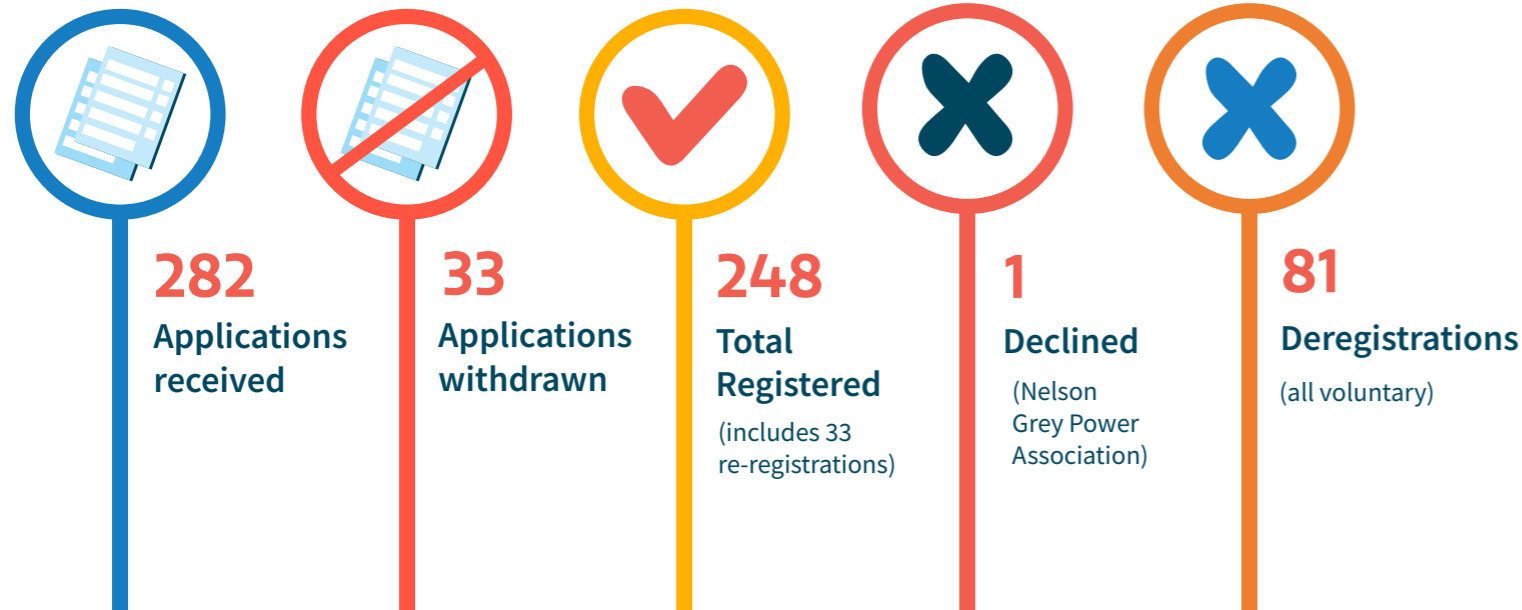 282
Applications
received
33
Applications
withdrawn
248
Total
Registered
(includes 33
re-registrations)
1
Declined
(Nelson
Grey Power
Association)
81
Deregistrations
(all voluntary)